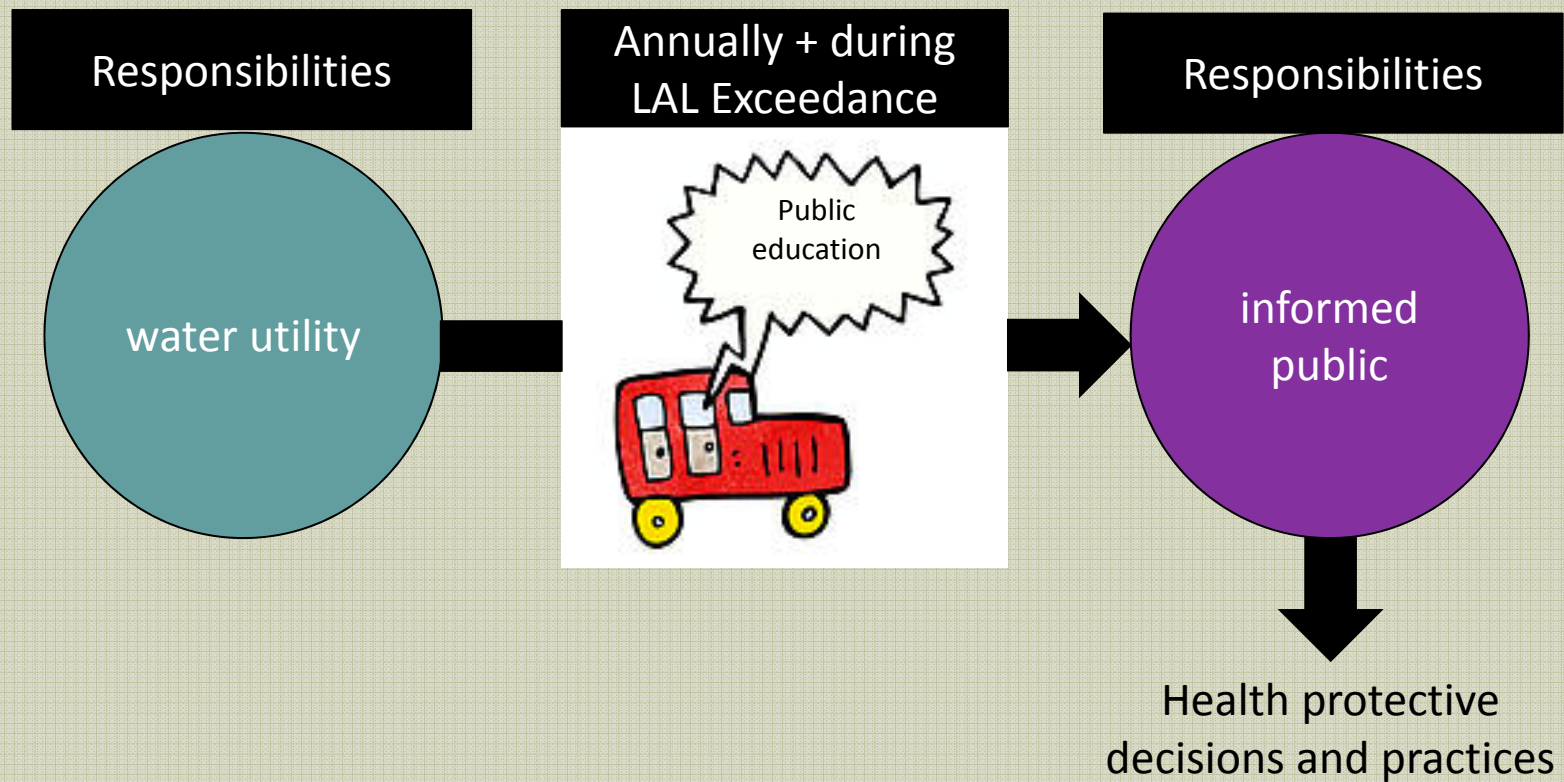 Responsibilities
Annually + during
LAL Exceedance
Responsibilities
Public
education
water utility
informed
public
Health protective
decisions and practices